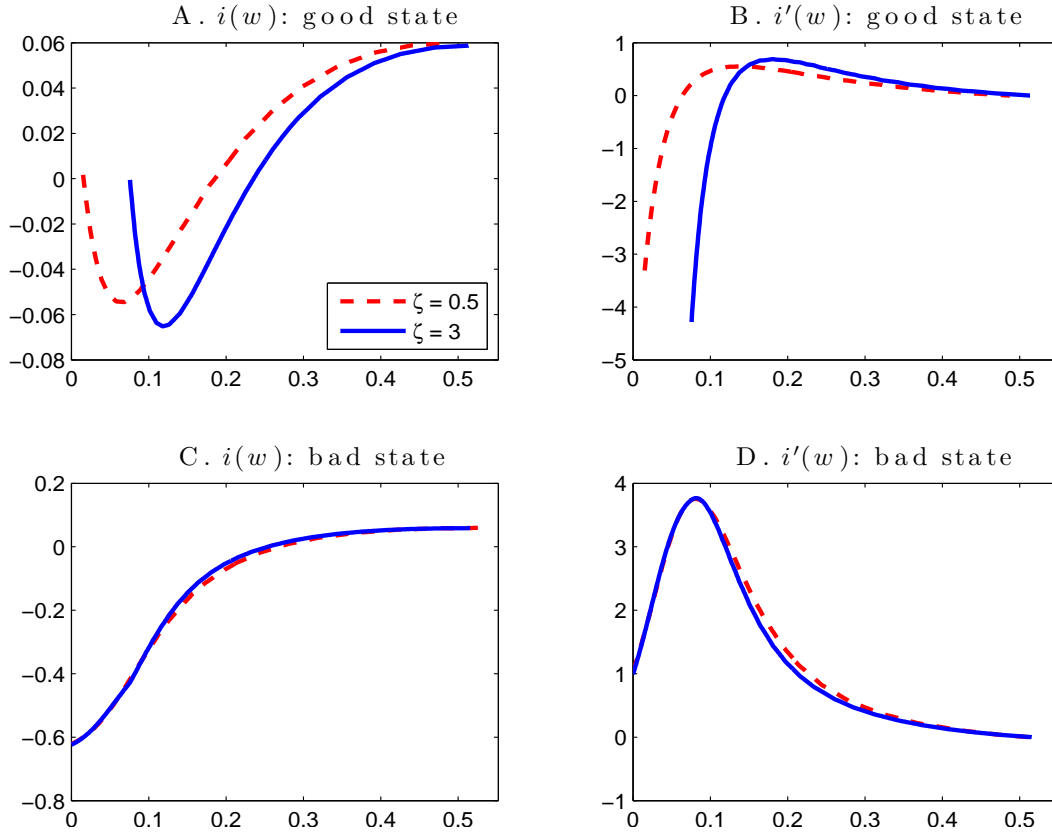 A. i(w): good state
0.06
0.04
0.02
0
−0.02
−0.04
−0.06
−0.08
0 0.1 0.2 0.3 0.4 0.5
ζ = 0.5
ζ = 3
B. i′(w): good state
1
0
−1
−2
−3
−4
−5
0 0.1 0.2 0.3 0.4 0.5
C. i(w): bad state
0.2
0
−0.2
−0.4
−0.6
−0.8
0 0.1 0.2 0.3 0.4 0.5
D. i′(w): bad state
4
3
2
1
0
−1
0 0.1 0.2 0.3 0.4 0.5